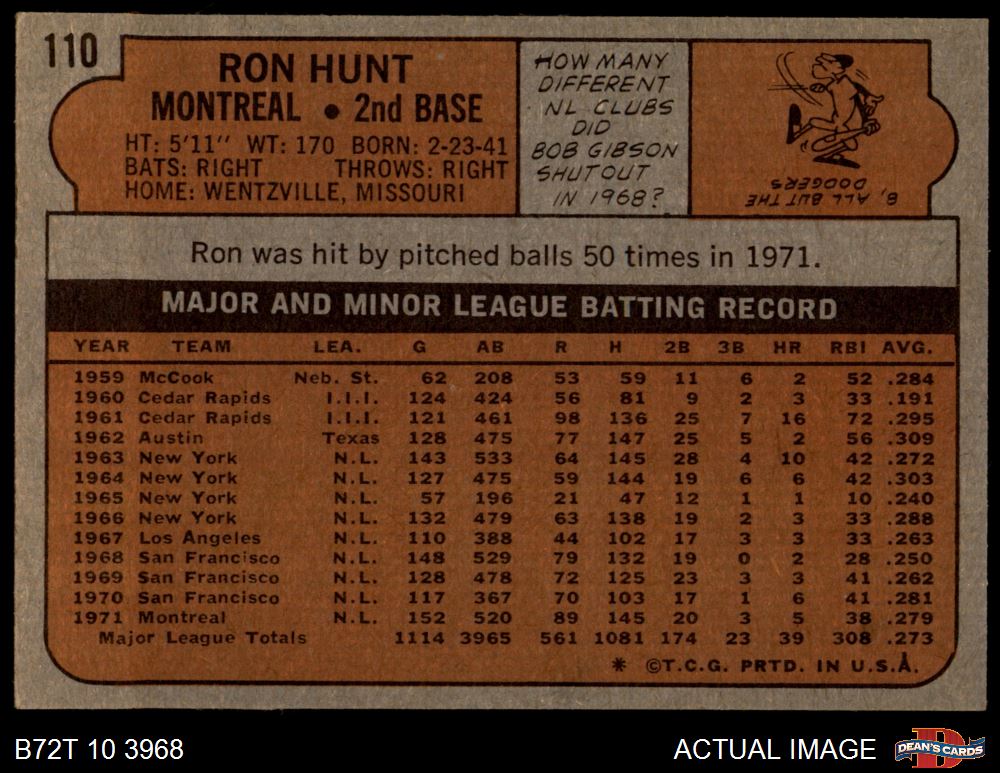 110
RON HUNT
MONTREAL • 2nd BASE
HT: 5'11" WT: 170 BORN: 2-23-41
BATS: RIGHT THROWS: RIGHT
HOME: WENTZVILLE, MISSOURI
HOW MANY
DIFFERENT
NL CLUBS
DID
BOB GIBSON
SHUTOUT
IN 1968?
8, ALL BUT THE
DODGERS
Ron was hit by pitched balls 50 times in 1971.
MAJOR AND MINOR LEAGUE BATTING RECORD
YEAR TEAM LEA. G AB R H 2B 3B HR RBI AVG.
1959 McCook Neb. St. 62 208 53 59 11 6 2 52 .284
1960 Cedar Rapids I.I.I. 124 424 56 81 9 2 3 33 .191
1961 Cedar Rapids I.I.I. 121 461 98 136 25 7 16 72 .295
1962 Austin Texas 128 475 77 147 25 5 2 56 .309
1963 New York N.L. 143 533 64 145 28 4 10 42 .272
1964 New York N.L. 127 475 59 144 19 6 6 42 .303
1965 New York N.L. 57 196 21 47 12 1 1 10 .240
1966 New York N.L. 132 479 63 138 19 2 3 33 .288
1967 Los Angeles N.L. 110 388 44 102 17 3 3 33 .263
1968 San Francisco N.L. 148 529 79 132 19 0 2 28 .250
1969 San Francisco N.L. 128 478 72 125 23 3 3 41 .262
1970 San Francisco N.L. 117 367 70 103 17 1 6 41 .281
1971 Montreal N.L. 152 520 89 145 20 3 5 38 .279
Major League Totals 1114 3965 561 1081 174 23 39 308 .273
* ©T.C.G. PRTD. IN U.S.A.
B72T 10 3968
ACTUAL IMAGE
D
DEAN'S CARDS